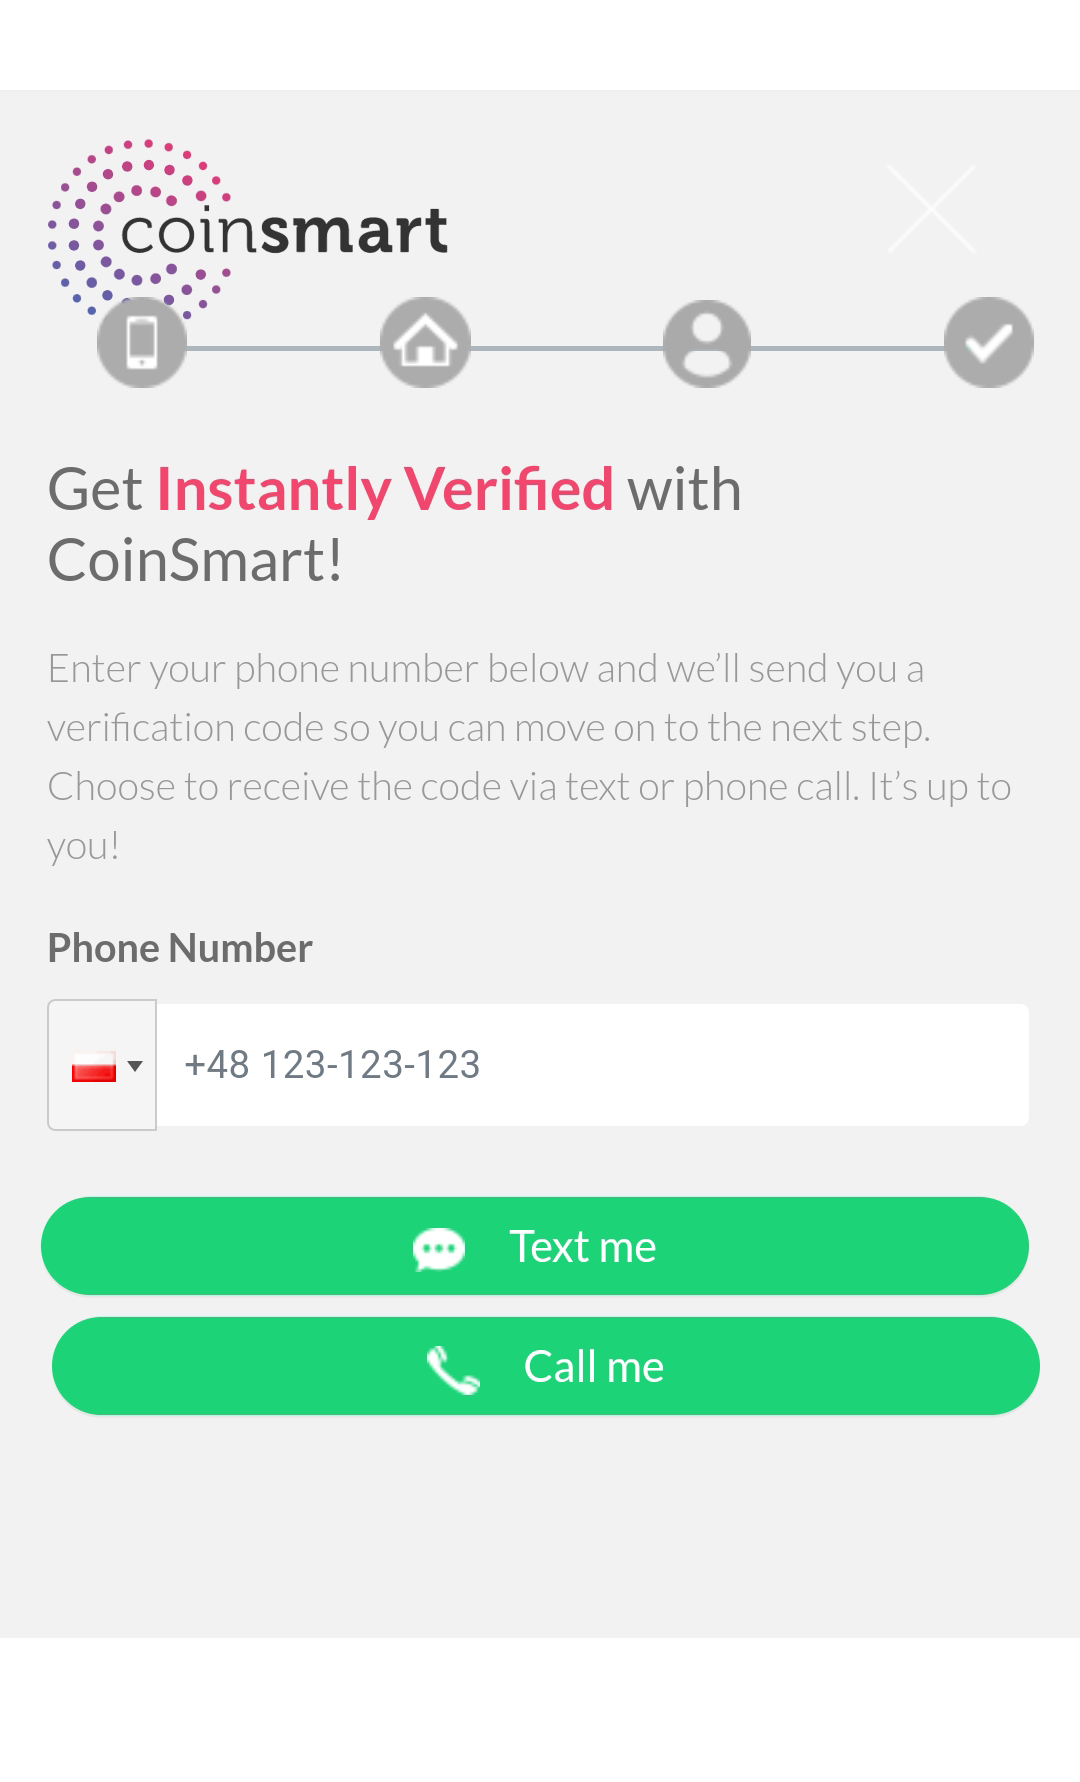 coinsmart
Get Instantly Verified with
CoinSmart!
Enter your phone number below and we’ll send you a
verification code so you can move on to the next step.
Choose to receive the code via text or phone call. It’s up to
you!
Phone Number
+48 123-123-123
Text me
Call me